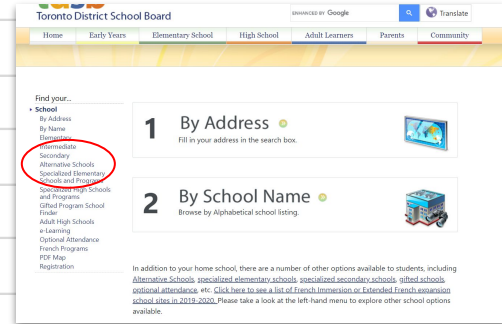 Toronto District School Board
ENHANCED BY Google
Translate
Home
Early Years
Elementary School
High School
Adult Learners
Parents
Community
Find your...
School
By Address
By Name
Elementary
Intermediate
Secondary
Alternative Schools
Specialized Elementary
Schools and Programs
Specialized High Schools
and Programs
Gifted Program School
Finder
Adult High Schools
e-Learning
Optional Attendance
French Programs
PDF Map
Registration
1
By Address
Fill in your address in the search box.
2
By School Name
Browse by Alphabetical school listing.
In addition to your home school, there are a number of other options available to students, including
Alternative Schools, specialized elementary schools, specialized secondary schools, gifted schools,
optional attendance, etc. Click here to see a list of French Immersion or Extended French expansion
school sites in 2019-2020. Please take a look at the left-hand menu to explore other school options
available.